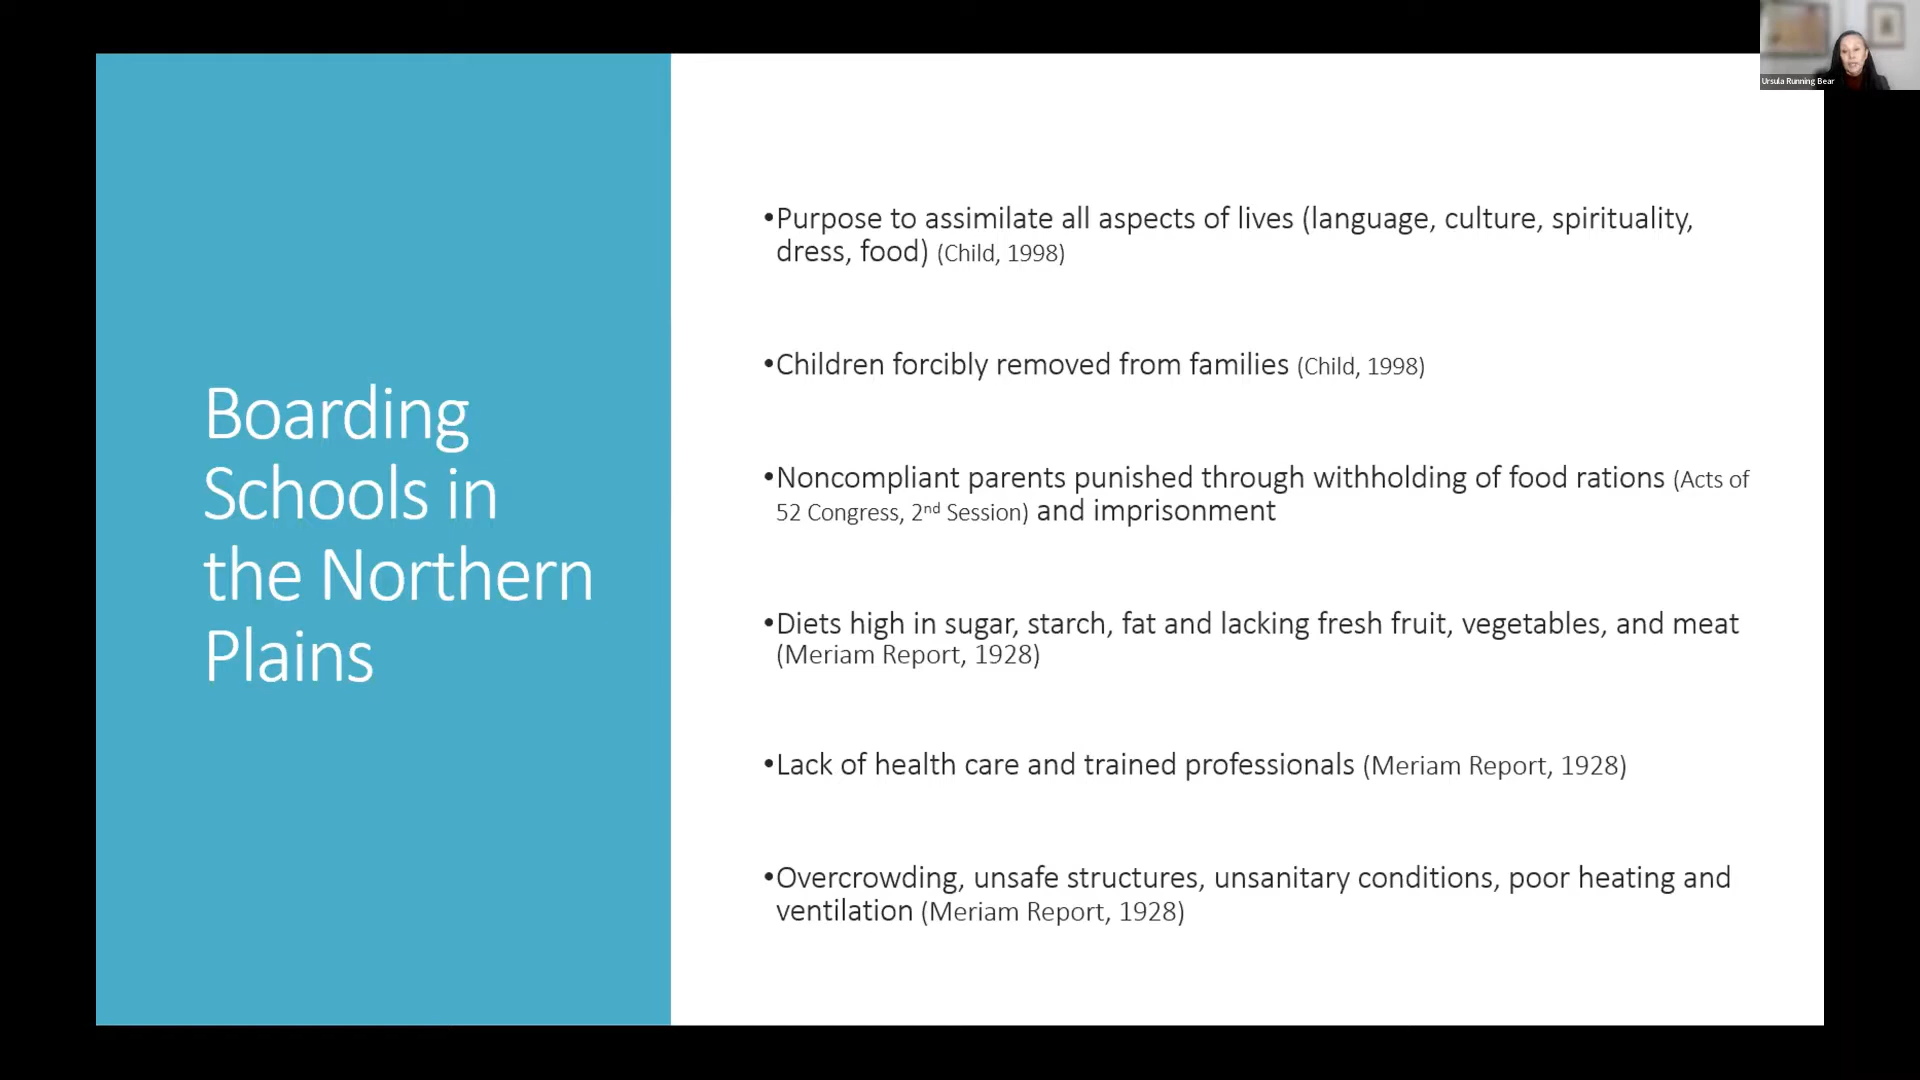 Ursula Running Bear
Boarding
Schools in
the Northern
Plains
•Purpose to assimilate all aspects of lives (language, culture, spirituality,
dress, food) (Child, 1998)
•Children forcibly removed from families (Child, 1998)
•Noncompliant parents punished through withholding of food rations (Acts of
52 Congress, 2nd Session) and imprisonment
•Diets high in sugar, starch, fat and lacking fresh fruit, vegetables, and meat
(Meriam Report, 1928)
•Lack of health care and trained professionals (Meriam Report, 1928)
•Overcrowding, unsafe structures, unsanitary conditions, poor heating and
ventilation (Meriam Report, 1928)